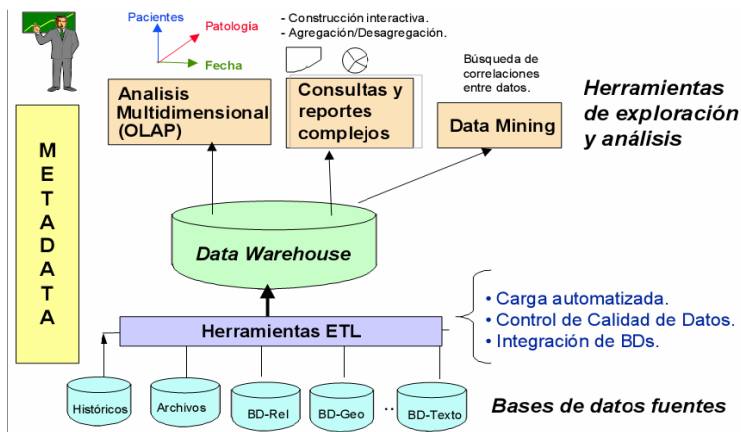 Pacientes
Patología
Fecha
- Construcción interactiva.
- Agregación/Desagregación.
Búsqueda de
correlaciones
entre datos.
Analisis
Multidimensional
(OLAP)
Consultas y
reportes
complejos
Data Mining
Herramientas
de exploración
y análisis
METADATA
Data Warehouse
Herramientas ETL
• Carga automatizada.
• Control de Calidad de Datos.
• Integración de BDs.
Históricos
Archivos
BD-Rel
BD-Geo
..
BD-Texto
Bases de datos fuentes